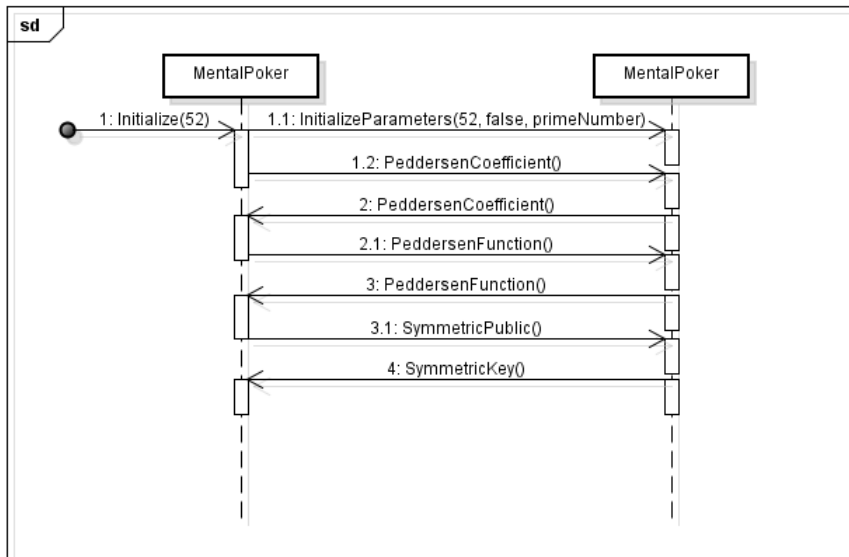 sd
MentalPoker
MentalPoker
1: Initialize(52)
1.1: InitializeParameters(52, false, primeNumber)
1.2: PeddersenCoefficient()
2: PeddersenCoefficient()
2.1: PeddersenFunction()
3: PeddersenFunction()
3.1: SymmetricPublic()
4: SymmetricKey()